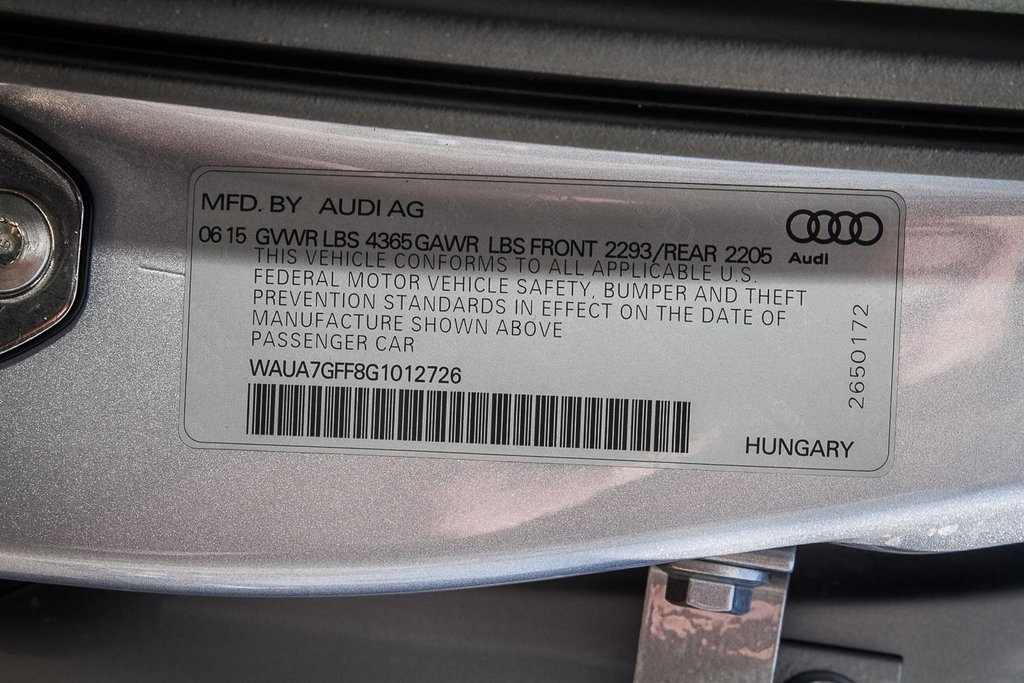 MFD. BY AUDI AG
06 15 GVWR LBS 4365 GAWR LBS FRONT 2293/REAR 2205
Audi
THIS VEHICLE CONFORMS TO ALL APPLICABLE U.S.
FEDERAL MOTOR VEHICLE SAFETY, BUMPER AND THEFT
PREVENTION STANDARDS IN EFFECT ON THE DATE OF
MANUFACTURE SHOWN ABOVE
PASSENGER CAR
WAUA7GFF8G1012726
2650172
HUNGARY